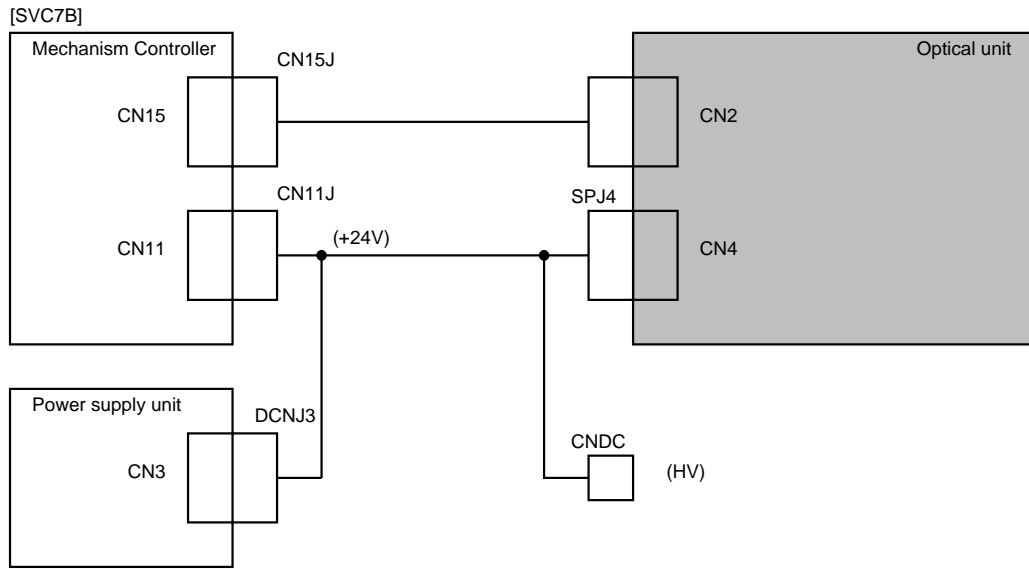 [SVC7B]
Mechanism Controller
Optical unit
CN15J
CN15
CN2
CN11J
SPJ4
(+24V)
CN11
CN4
Power supply unit
DCNJ3
CNDC
CN3
(HV)